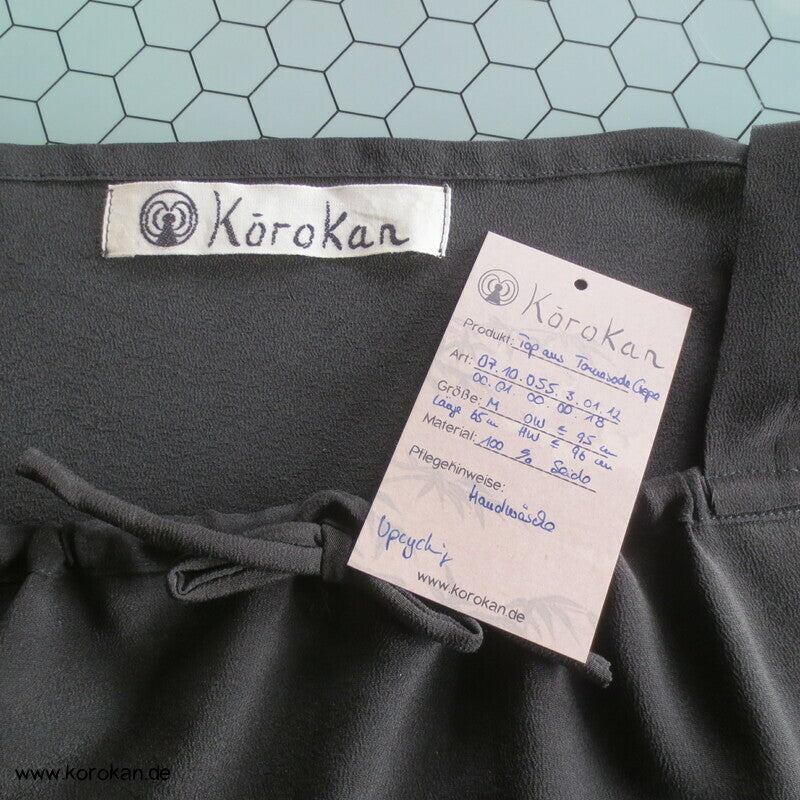 Kōrokan
Kōrokan
Produkt: Top aus Tamasode Crepe
Art: 07.10.055.3.01.12
00.01 00.00.18
Größe: M OW ≤ 95 cm
Länge 65 cm HW ≤ 96 cm
Material: 100 % Seide
Pflegehinweise:
Handwäsche
Upcycling
www.korokan.de
www.korokan.de